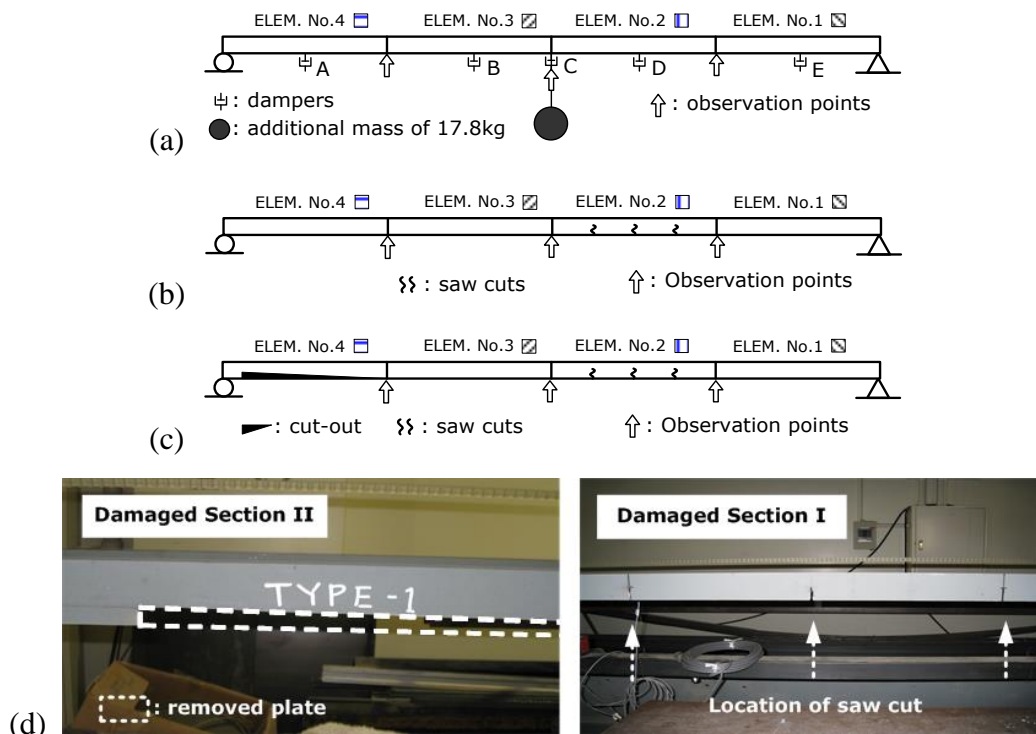 ELEM. No.4 ELEM. No.3 ELEM. No.2 ELEM. No.1
A B C D E
: dampers
: observation points
: additional mass of 17.8kg
(a)
ELEM. No.4 ELEM. No.3 ELEM. No.2 ELEM. No.1
: saw cuts : Observation points
(b)
ELEM. No.4 ELEM. No.3 ELEM. No.2 ELEM. No.1
: cut-out : saw cuts : Observation points
(c)
Damaged Section II
TYPE-1
: removed plate
Damaged Section I
Location of saw cut
(d)